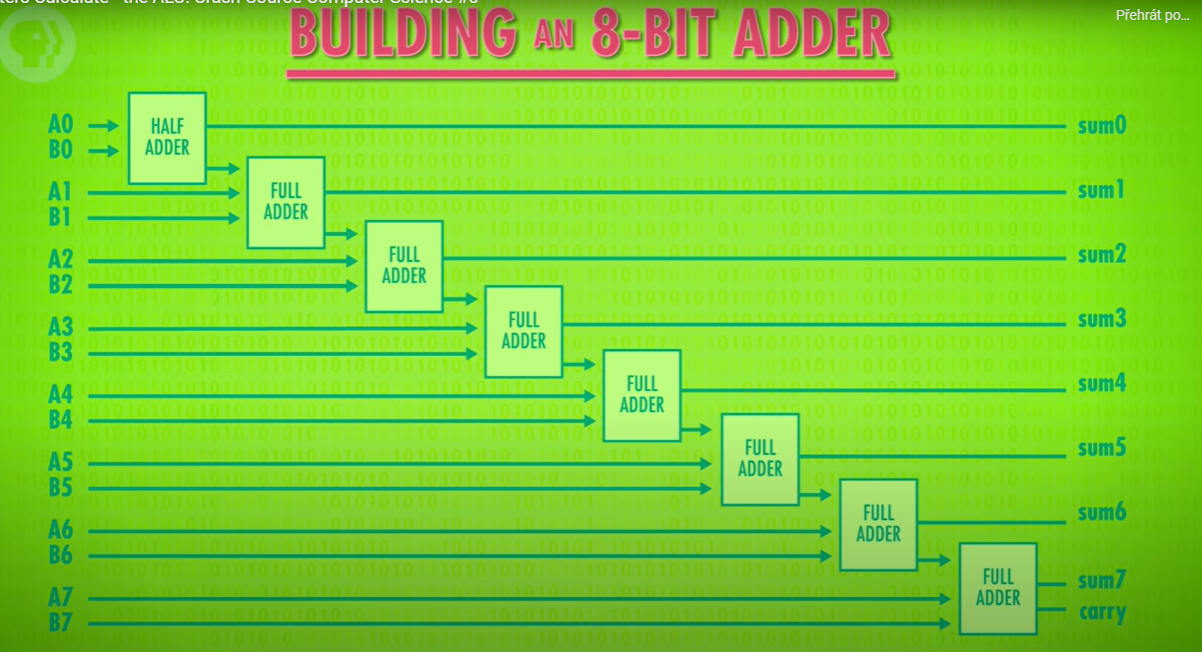 Calculate - the ALU: Crash Course Computer Science #5
Přehrát po…
BUILDING AN 8-BIT ADDER
A0
B0
HALF
ADDER
sum0
A1
B1
FULL
ADDER
sum1
A2
B2
FULL
ADDER
sum2
A3
B3
FULL
ADDER
sum3
A4
B4
FULL
ADDER
sum4
A5
B5
FULL
ADDER
sum5
A6
B6
FULL
ADDER
sum6
A7
B7
FULL
ADDER
sum7
carry